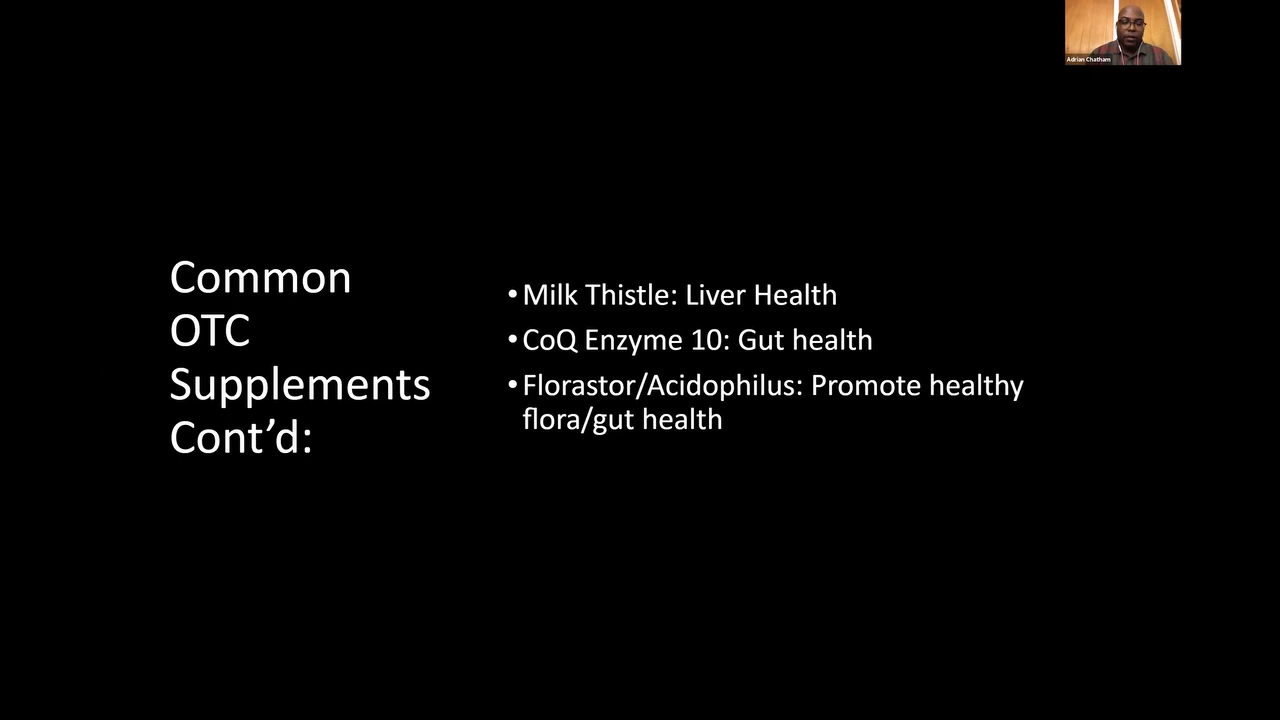 Adrian Chatham
Common
OTC
Supplements
Cont’d:
•Milk Thistle: Liver Health
•CoQ Enzyme 10: Gut health
•Florastor/Acidophilus: Promote healthy
flora/gut health